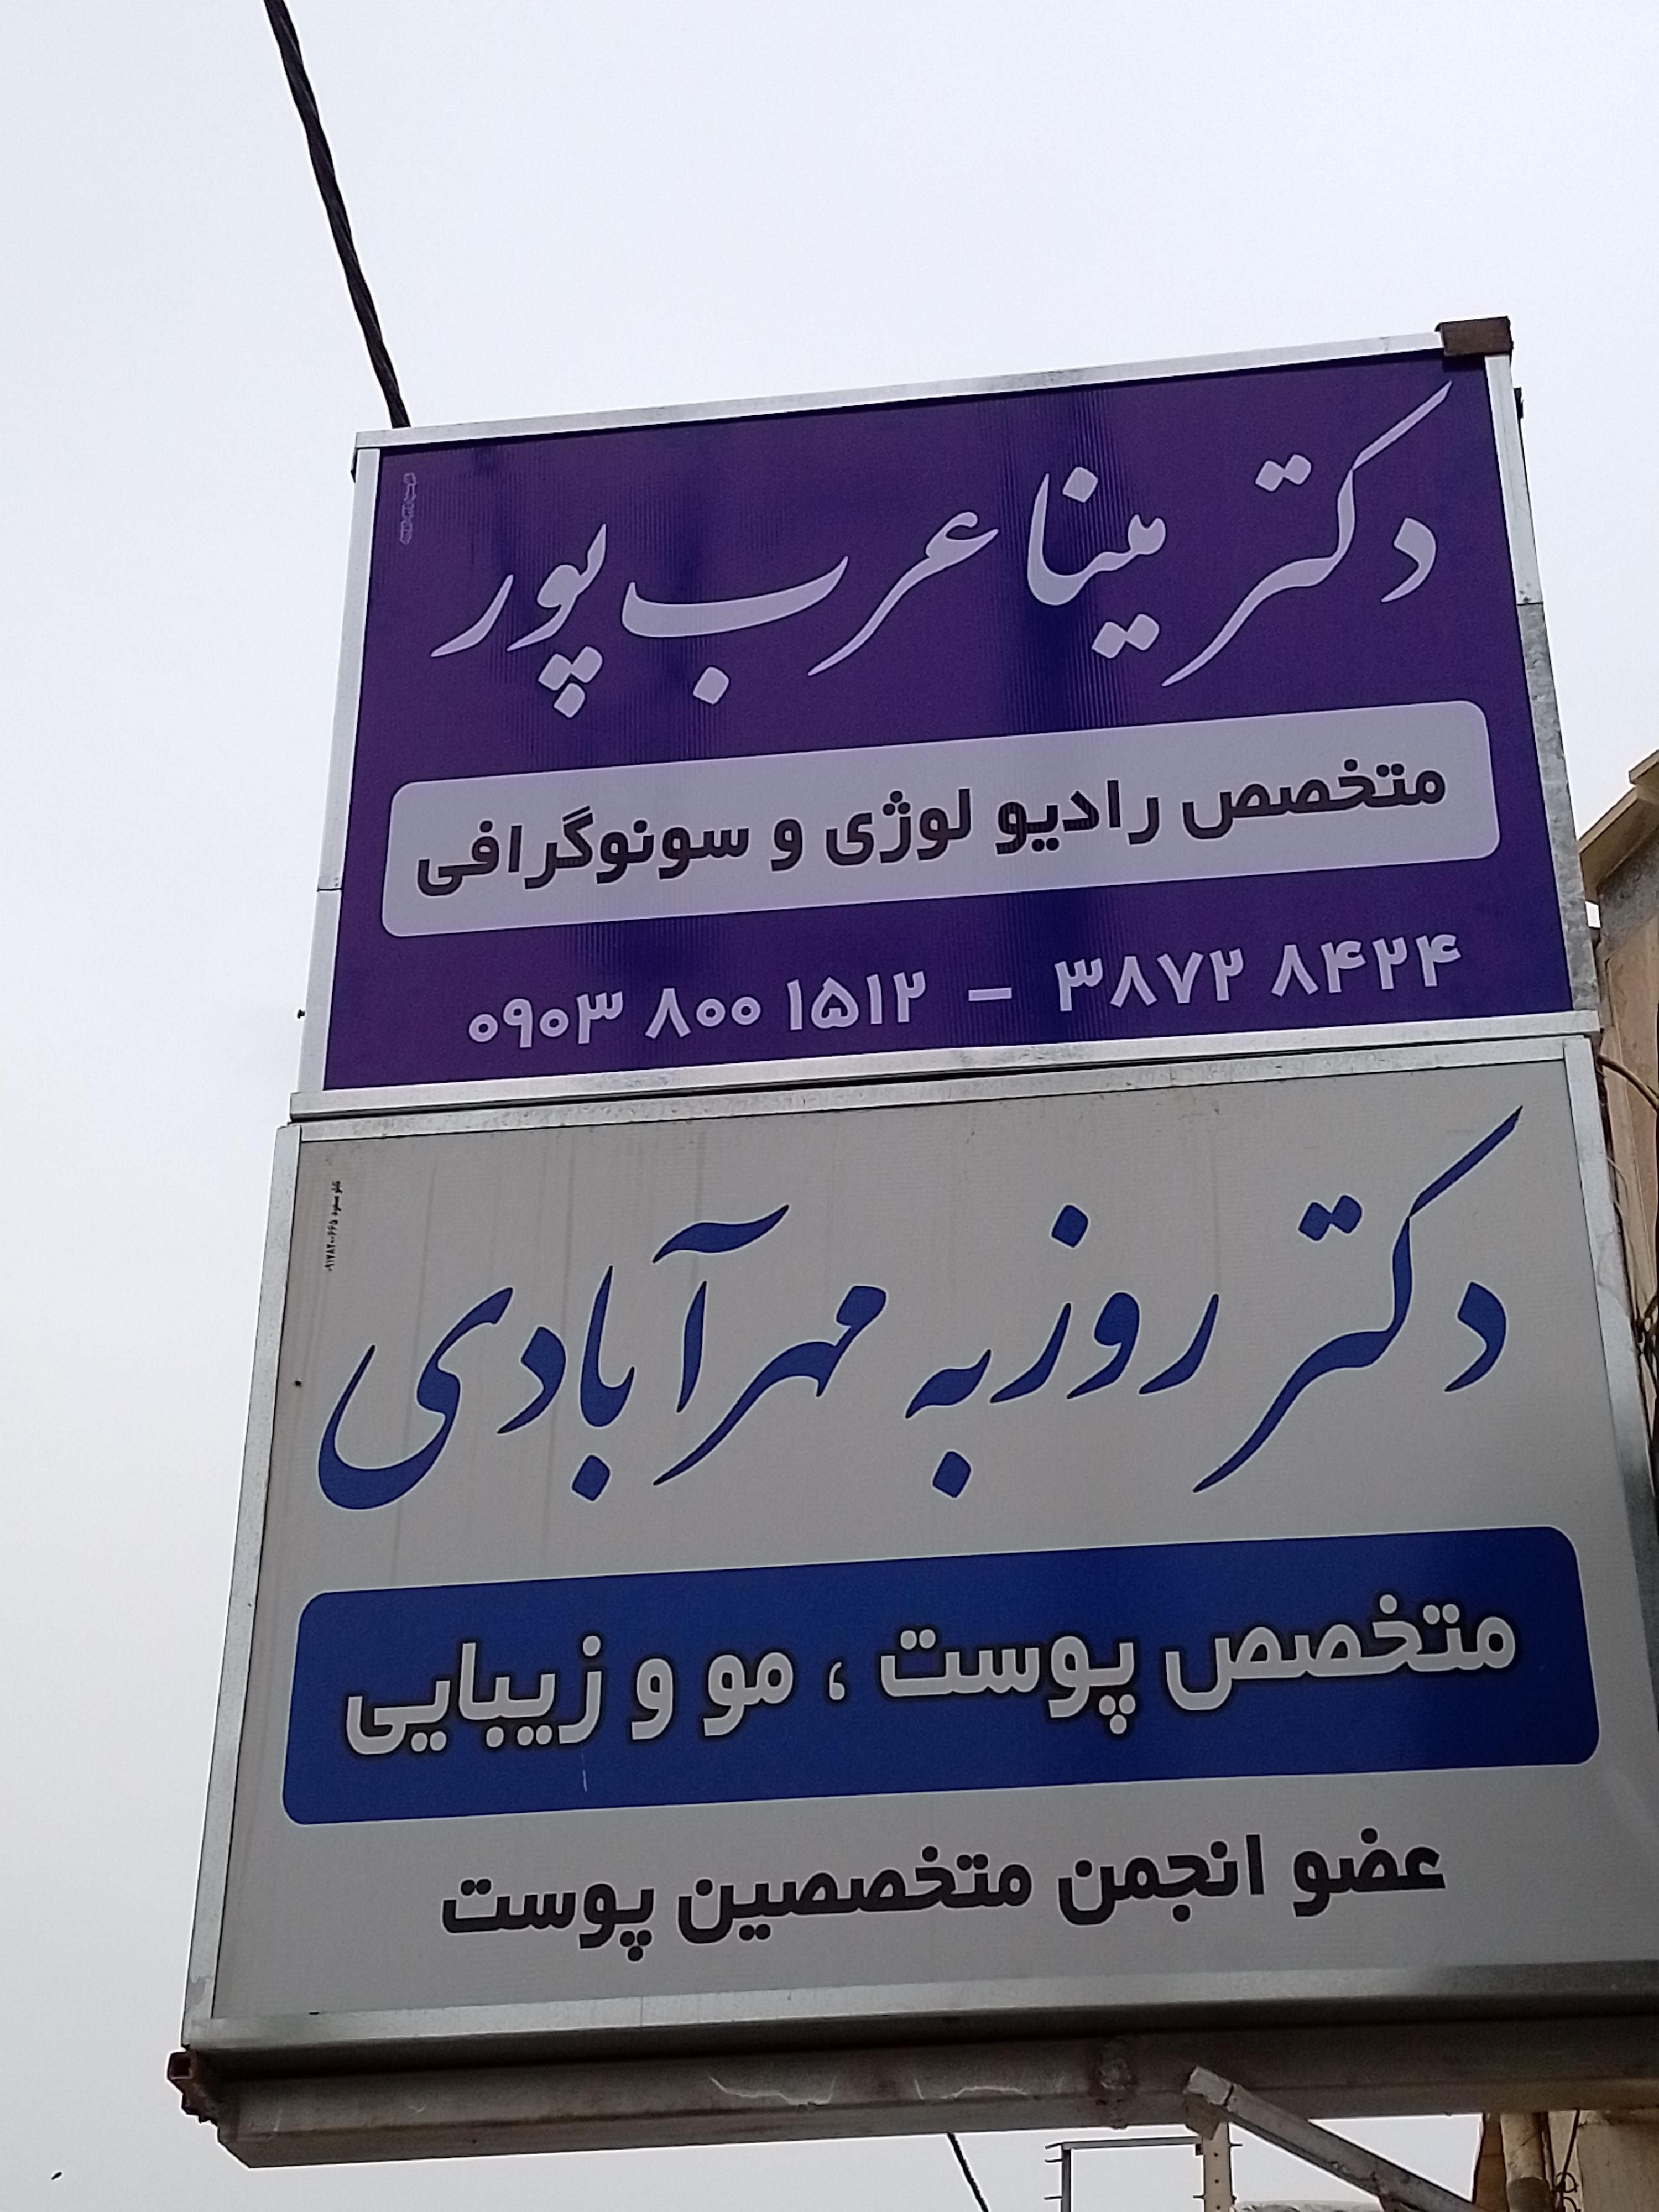 دکتر مینا عرب پور
متخصص رادیو لوژی و سونوگرافی
۰۹۰۳ ۸۰۰ ۱۵۱۲ - ۳۸۷۲ ۸۴۲۴
دکتر روزبه مهرآبادی
متخصص پوست ، مو و زیبایی
عضو انجمن متخصصین پوست